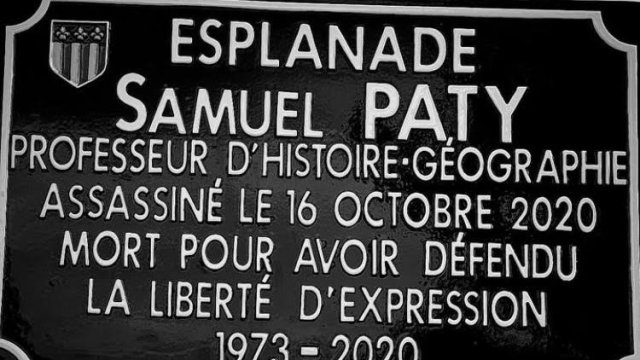 ESPLANADE
SAMUEL PATY
PROFESSEUR D'HISTOIRE-GÉOGRAPHIE
ASSASSINÉ LE 16 OCTOBRE 2020
MORT POUR AVOIR DÉFENDU
LA LIBERTÉ D'EXPRESSION
1973-2020